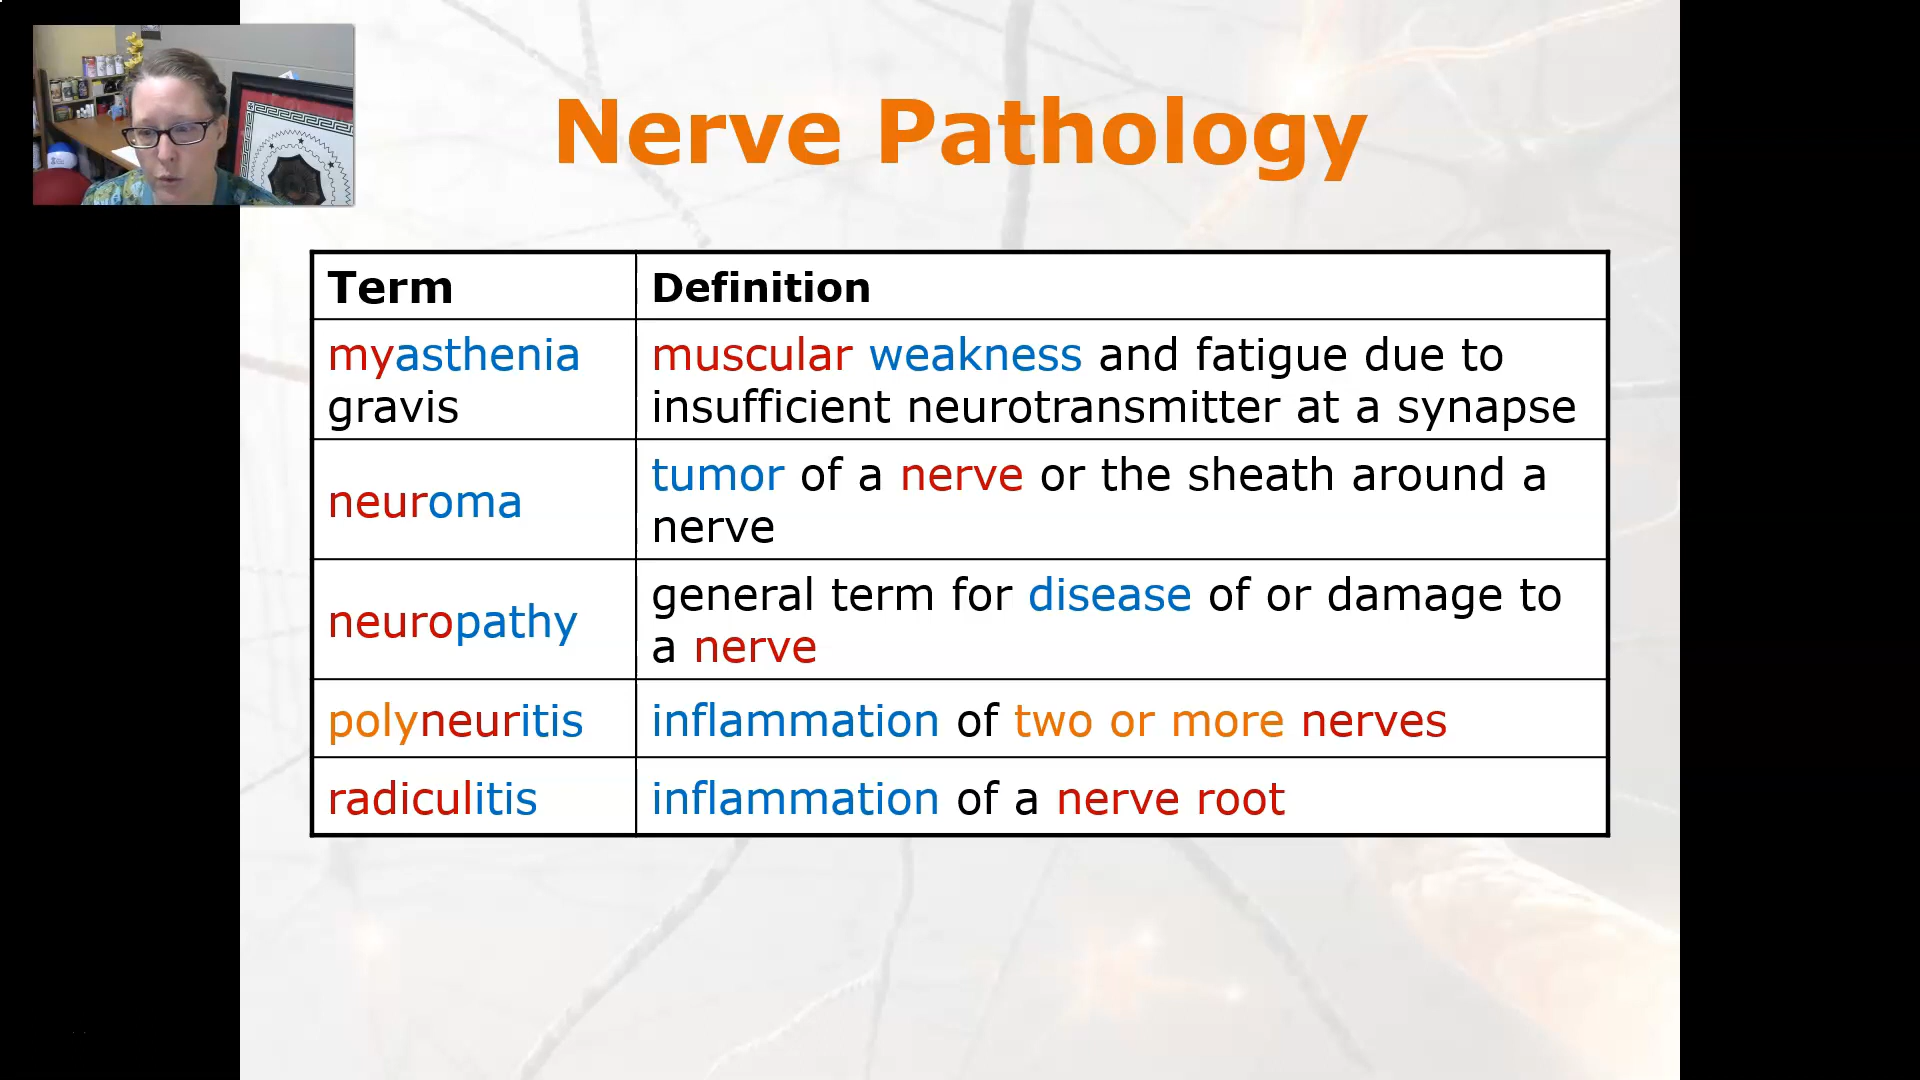 Nerve Pathology
Term
Definition
myasthenia
gravis
muscular weakness and fatigue due to
insufficient neurotransmitter at a synapse
neuroma
tumor of a nerve or the sheath around a
nerve
neuropathy
general term for disease of or damage to
a nerve
polyneuritis
inflammation of two or more nerves
radiculitis
inflammation of a nerve root